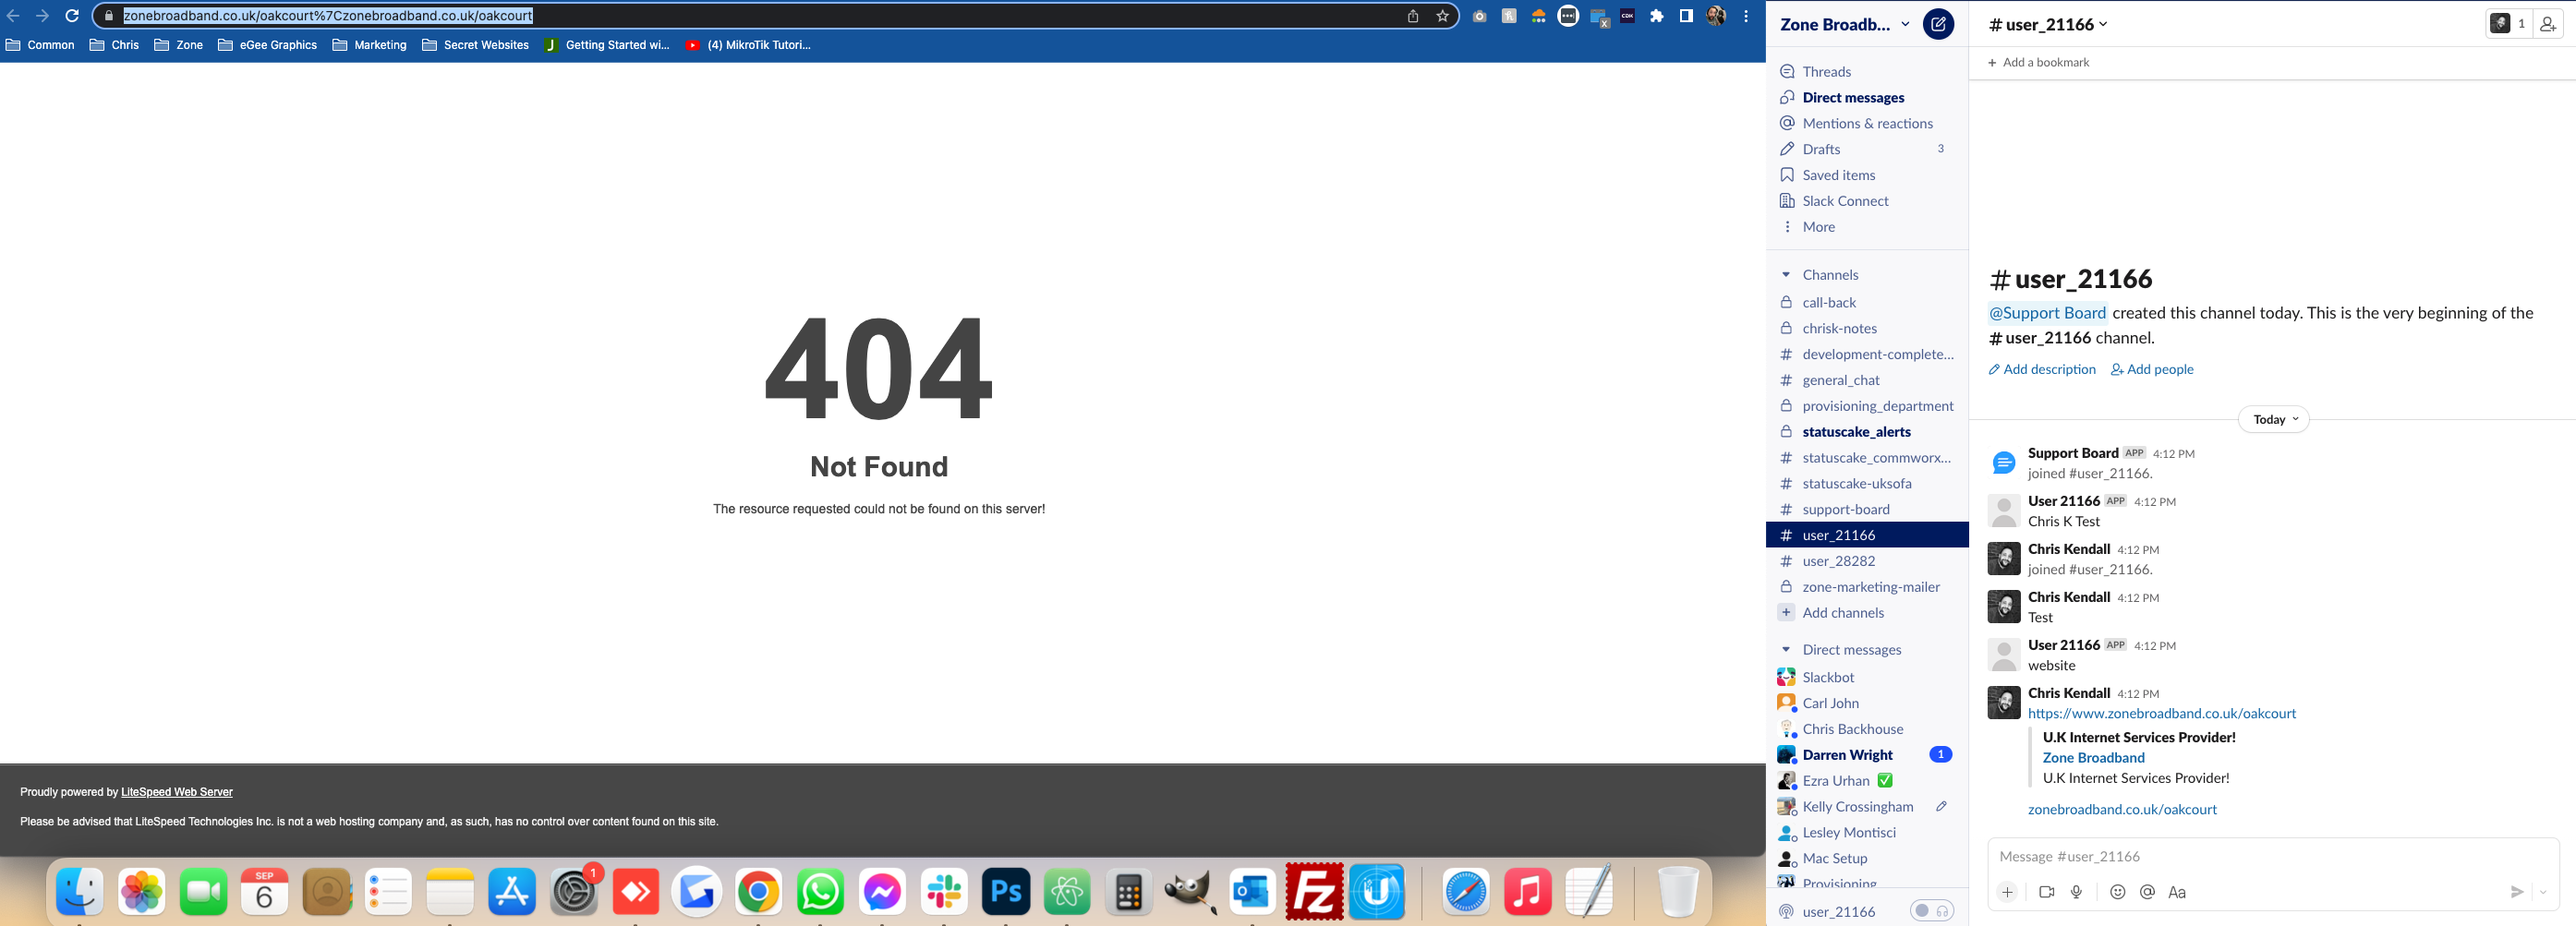 zonebroadband.co.uk/oakcourt%7Czonebroadband.co.uk/oakcourt
Common
Chris
Zone
eGee Graphics
Marketing
Secret Websites
Getting Started wi...
(4) MikroTik Tutori...
404
Not Found
The resource requested could not be found on this server!
Proudly powered by LiteSpeed Web Server
Please be advised that LiteSpeed Technologies Inc. is not a web hosting company and, as such, has no control over content found on this site.
SEP
6
1
Ps
Fz
Zone Broadb...
Threads
Direct messages
Mentions & reactions
Drafts 3
Saved items
Slack Connect
More
Channels
call-back
chrisk-notes
# development-complete...
# general_chat
provisioning_department
statuscake_alerts
# statuscake_commworx...
# statuscake-uksofa
# support-board
# user_21166
# user_28282
zone-marketing-mailer
+ Add channels
Direct messages
Slackbot
Carl John
Chris Backhouse
Darren Wright 1
Ezra Urhan
Kelly Crossingham
Lesley Montisci
Mac Setup
Provisioning
user_21166
# user_21166
1
+ Add a bookmark
# user_21166
@Support Board created this channel today. This is the very beginning of the
# user_21166 channel.
Add description Add people
Today
Support Board APP 4:12 PM
joined #user_21166.
User 21166 APP 4:12 PM
Chris K Test
Chris Kendall 4:12 PM
joined #user_21166.
Chris Kendall 4:12 PM
Test
User 21166 APP 4:12 PM
website
Chris Kendall 4:12 PM
https://www.zonebroadband.co.uk/oakcourt
U.K Internet Services Provider!
Zone Broadband
U.K Internet Services Provider!
zonebroadband.co.uk/oakcourt
Message #user_21166
Aa